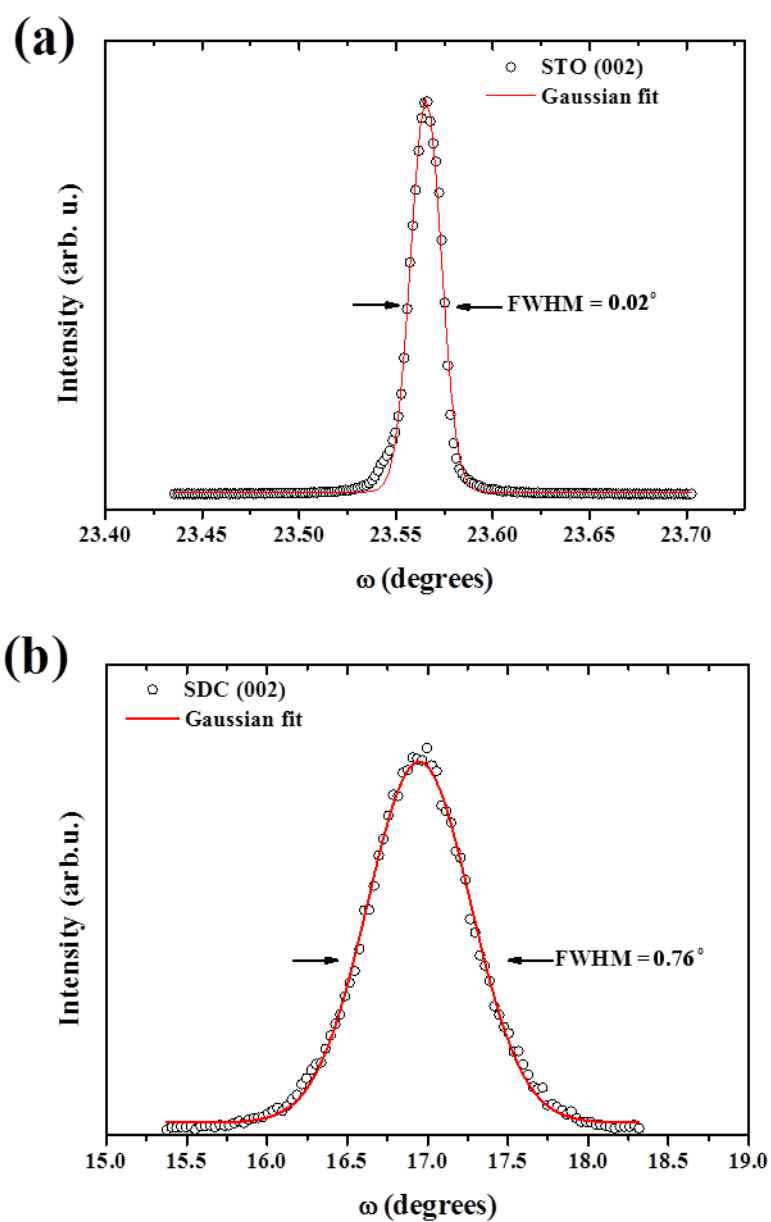 (a)
STO (002)
Gaussian fit
FWHM = 0.02°
Intensity (arb. u.)
23.40 23.50 23.55 23.60 23.65 23.70
ω (degrees)
(b)
SDC (002)
Gaussian fit
FWHM = 0.76°
Intensity (arb.u.)
15.0 15.5 16.0 16.5 17.0 17.5 18.0 18.5 19.0
ω (degrees)